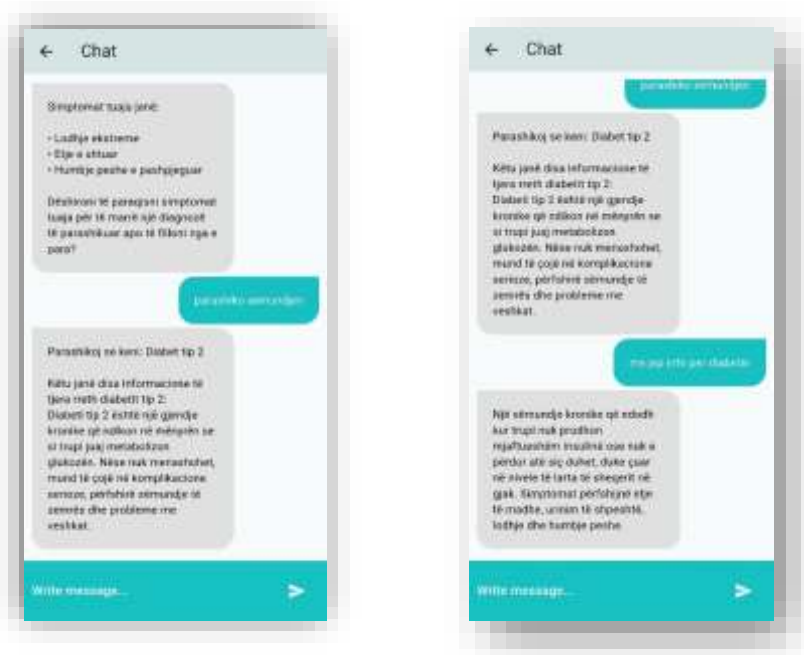 Chat
Simptomat tuaja janë:
• Lodhje ekstreme
• Etje e shtuar
• Humbje peshe e pashpjeguar
Dëshironi të paraqisni simptomat
tuaja për të marrë një diagnozë
të parashikuar apo të filloni nga e
para?
parashiko sëmundjen
Parashikoj se keni: Diabet tip 2
Këtu janë disa informacione të
tjera rreth diabetit tip 2:
Diabeti tip 2 është një gjendje
kronike që ndikon në mënyrën se
si trupi juaj metabolizon
glukozën. Nëse nuk menaxhohet,
mund të çojë në komplikacione
serioze, përfshirë sëmundje të
zemrës dhe probleme me
veshkat.
Write message...
Chat
parashiko sëmundjen
Parashikoj se keni: Diabet tip 2
Këtu janë disa informacione të
tjera rreth diabetit tip 2:
Diabeti tip 2 është një gjendje
kronike që ndikon në mënyrën se
si trupi juaj metabolizon
glukozën. Nëse nuk menaxhohet,
mund të çojë në komplikacione
serioze, përfshirë sëmundje të
zemrës dhe probleme me
veshkat.
me jep info per diabetin
Një sëmundje kronike që ndodh
kur trupi nuk prodhon
mjaftueshëm insulinë ose nuk e
përdor atë siç duhet, duke çuar
në nivele të larta të sheqerit në
gjak. Simptomat përfshijnë etje
të madhe, urinim të shpeshtë,
lodhje dhe humbje peshe
Write message...